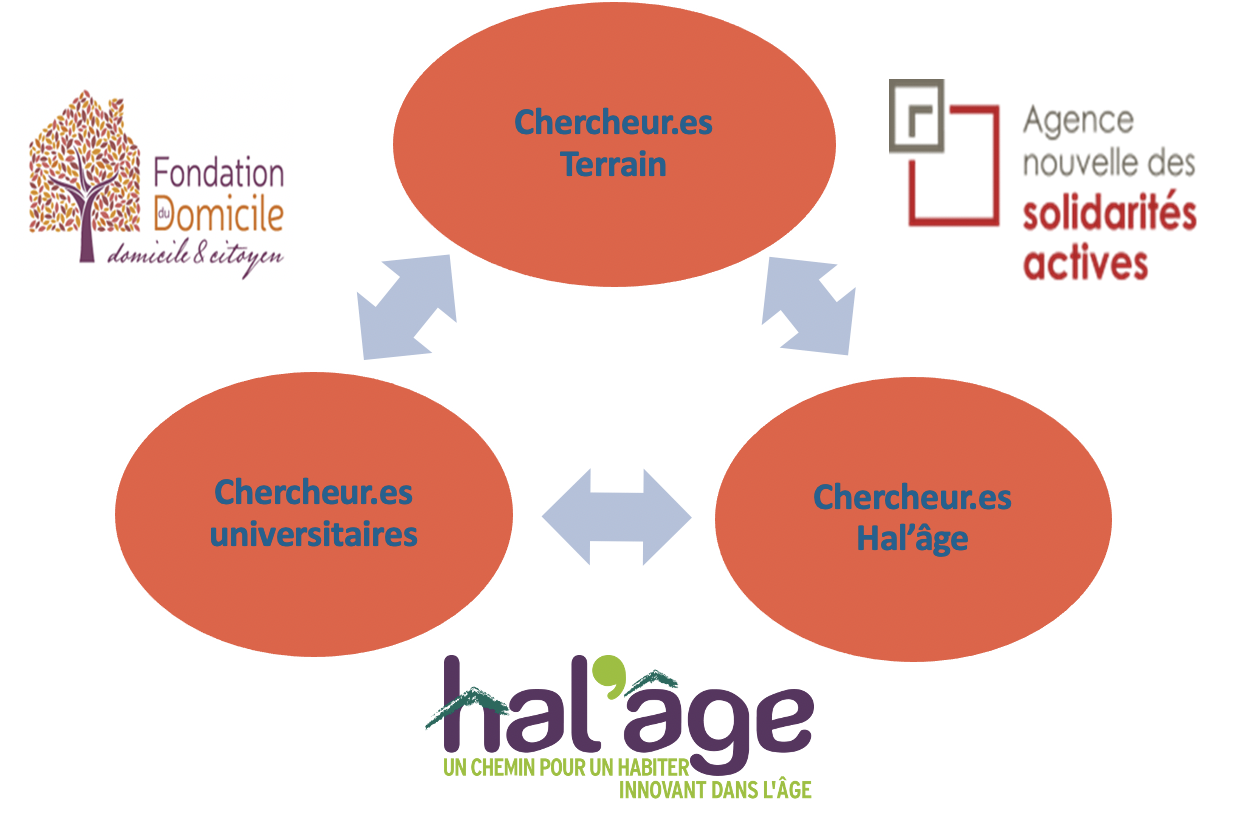 Chercheur.es
Terrain
Fondation
du
Domicile
domicile & citoyen
Agence
nouvelle des
solidarités
actives
Chercheur.es
universitaires
Chercheur.es
Hal’âge
hal'âge
UN CHEMIN POUR UN HABITER
INNOVANT DANS L'ÂGE